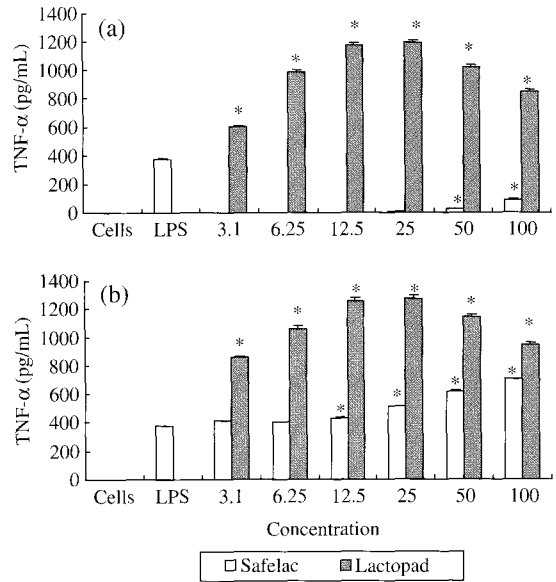 (a)
TNF-α (pg/mL)
1400
1200
1000
800
600
400
200
0
* * * * * * * *
Cells LPS 3.1 6.25 12.5 25 50 100
(b)
TNF-α (pg/mL)
1400
1200
1000
800
600
400
200
0
* * * * * * * * * *
Cells LPS 3.1 6.25 12.5 25 50 100
Concentration
Safelac Lactopad